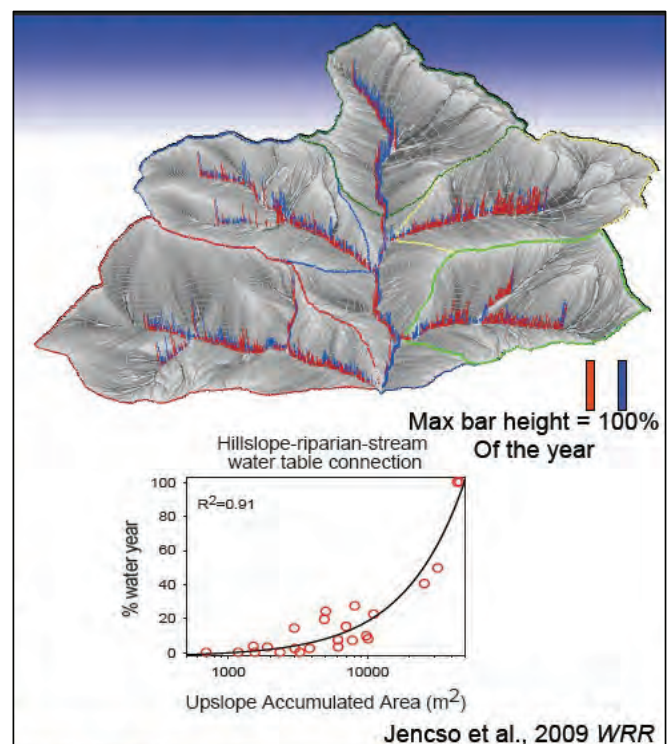 Max bar height = 100%
Of the year
Hillslope-riparian-stream
water table connection
R²=0.91
% water year
100
80
60
40
20
0
1000
10000
Upslope Accumulated Area (m²)
Jencso et al., 2009 WRR